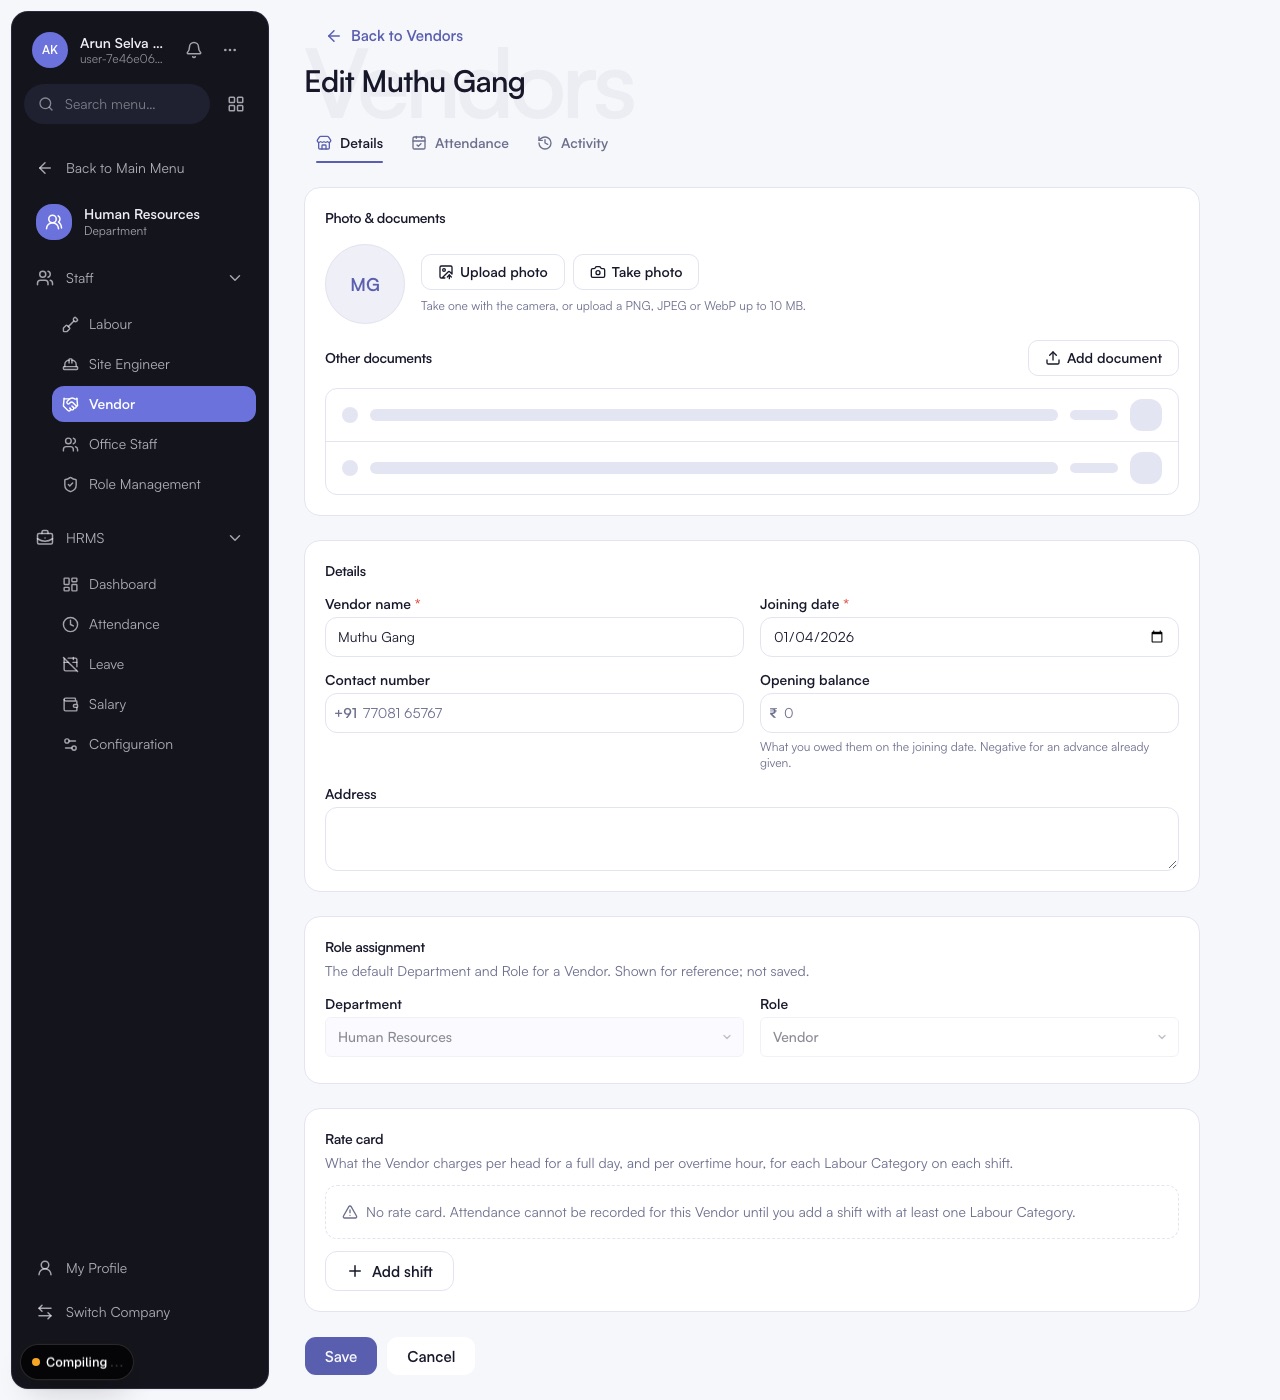 AK
Arun Selva ...
user-7e46e06...
Search menu...
Back to Main Menu
Human Resources
Department
Staff
Labour
Site Engineer
Vendor
Office Staff
Role Management
HRMS
Dashboard
Attendance
Leave
Salary
Configuration
My Profile
Switch Company
Compiling ...
Back to Vendors
Vendors
Edit Muthu Gang
Details
Attendance
Activity
Photo & documents
MG
Upload photo
Take photo
Take one with the camera, or upload a PNG, JPEG or WebP up to 10 MB.
Other documents
Add document
Details
Vendor name *
Joining date *
Muthu Gang
01/04/2026
Contact number
Opening balance
+91 77081 65767
₹ 0
What you owed them on the joining date. Negative for an advance already
given.
Address
Role assignment
The default Department and Role for a Vendor. Shown for reference; not saved.
Department
Role
Human Resources
Vendor
Rate card
What the Vendor charges per head for a full day, and per overtime hour, for each Labour Category on each shift.
No rate card. Attendance cannot be recorded for this Vendor until you add a shift with at least one Labour Category.
Add shift
Save
Cancel